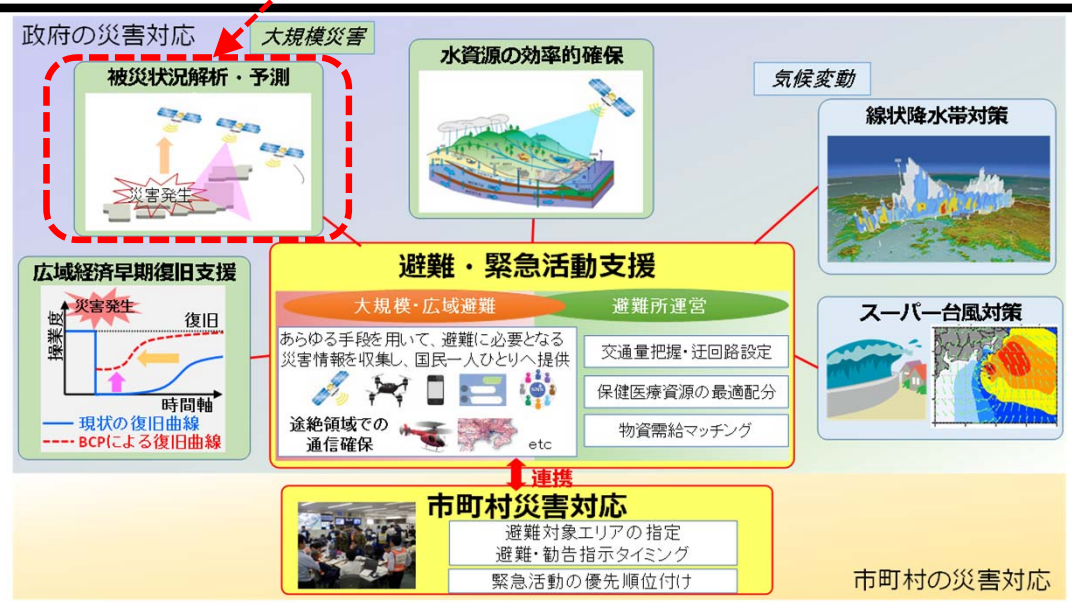 政府の災害対応
大規模災害
被災状況解析・予測
災害発生
水資源の効率的確保
気候変動
線状降水帯対策
広域経済早期復旧支援
災害発生
復旧
操業度
時間軸
現状の復旧曲線
BCPによる復旧曲線
避難・緊急活動支援
大規模・広域避難
避難所運営
あらゆる手段を用いて、避難に必要となる
災害情報を収集し、国民一人ひとりへ提供
SNS
途絶領域での
通信確保
etc
交通量把握・迂回路設定
保健医療資源の最適配分
物資需給マッチング
スーパー台風対策
連携
市町村災害対応
避難対象エリアの指定
避難・勧告指示タイミング
緊急活動の優先順位付け
市町村の災害対応